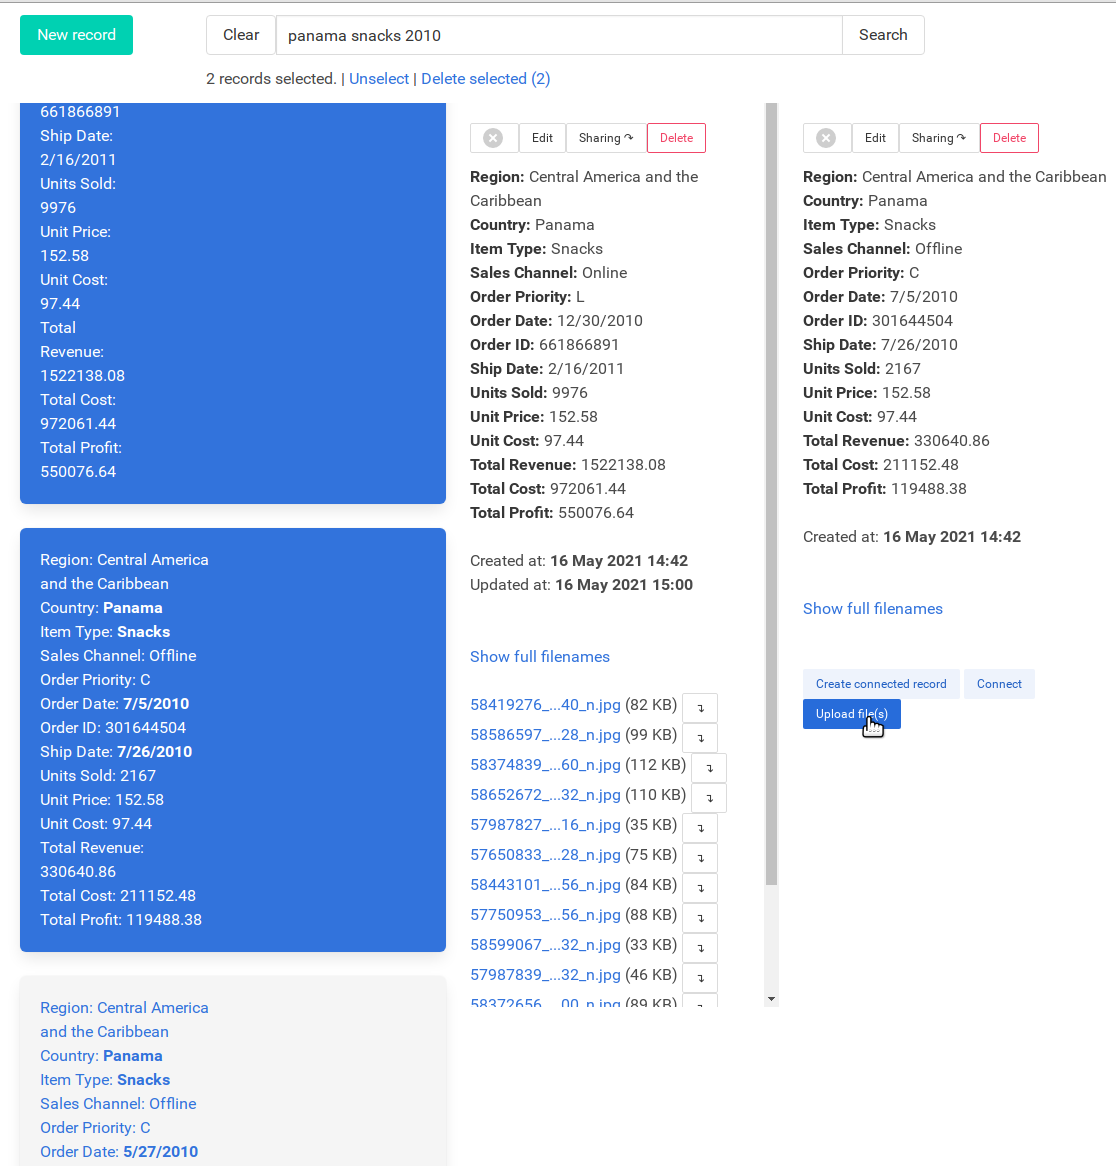 New record
Clear
panama snacks 2010
Search
2 records selected. | Unselect | Delete selected (2)
661866891
Ship Date:
2/16/2011
Units Sold:
9976
Unit Price:
152.58
Unit Cost:
97.44
Total
Revenue:
1522138.08
Total Cost:
972061.44
Total Profit:
550076.64
Region: Central America
and the Caribbean
Country: Panama
Item Type: Snacks
Sales Channel: Offline
Order Priority: C
Order Date: 7/5/2010
Order ID: 301644504
Ship Date: 7/26/2010
Units Sold: 2167
Unit Price: 152.58
Unit Cost: 97.44
Total Revenue:
330640.86
Total Cost: 211152.48
Total Profit: 119488.38
Region: Central America
and the Caribbean
Country: Panama
Item Type: Snacks
Sales Channel: Offline
Order Priority: C
Order Date: 5/27/2010
Edit
Sharing ↷
Delete
Region: Central America and the
Caribbean
Country: Panama
Item Type: Snacks
Sales Channel: Online
Order Priority: L
Order Date: 12/30/2010
Order ID: 661866891
Ship Date: 2/16/2011
Units Sold: 9976
Unit Price: 152.58
Unit Cost: 97.44
Total Revenue: 1522138.08
Total Cost: 972061.44
Total Profit: 550076.64
Created at: 16 May 2021 14:42
Updated at: 16 May 2021 15:00
Show full filenames
58419276_...40_n.jpg (82 KB)
58586597_...28_n.jpg (99 KB)
58374839_...60_n.jpg (112 KB)
58652672_...32_n.jpg (110 KB)
57987827_...16_n.jpg (35 KB)
57650833_...28_n.jpg (75 KB)
58443101_...56_n.jpg (84 KB)
57750953_...56_n.jpg (88 KB)
58599067_...32_n.jpg (33 KB)
57987839_...32_n.jpg (46 KB)
58372656_...00_n.jpg (89 KB)
Edit
Sharing ↷
Delete
Region: Central America and the Caribbean
Country: Panama
Item Type: Snacks
Sales Channel: Offline
Order Priority: C
Order Date: 7/5/2010
Order ID: 301644504
Ship Date: 7/26/2010
Units Sold: 2167
Unit Price: 152.58
Unit Cost: 97.44
Total Revenue: 330640.86
Total Cost: 211152.48
Total Profit: 119488.38
Created at: 16 May 2021 14:42
Show full filenames
Create connected record
Connect
Upload file(s)